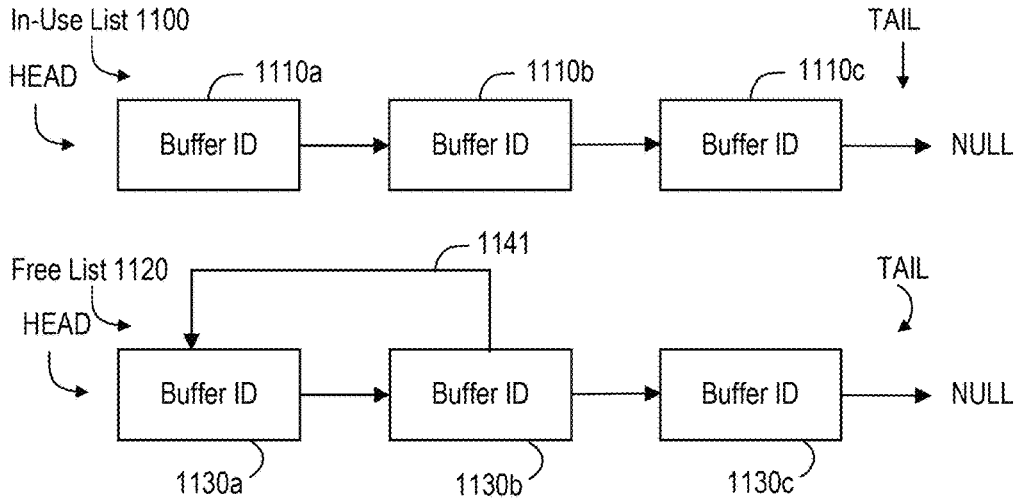 In-Use List 1100
TAIL
HEAD
1110a
1110b
1110c
Buffer ID
Buffer ID
Buffer ID
NULL
1141
Free List 1120
TAIL
HEAD
Buffer ID
Buffer ID
Buffer ID
NULL
1130a
1130b
1130c